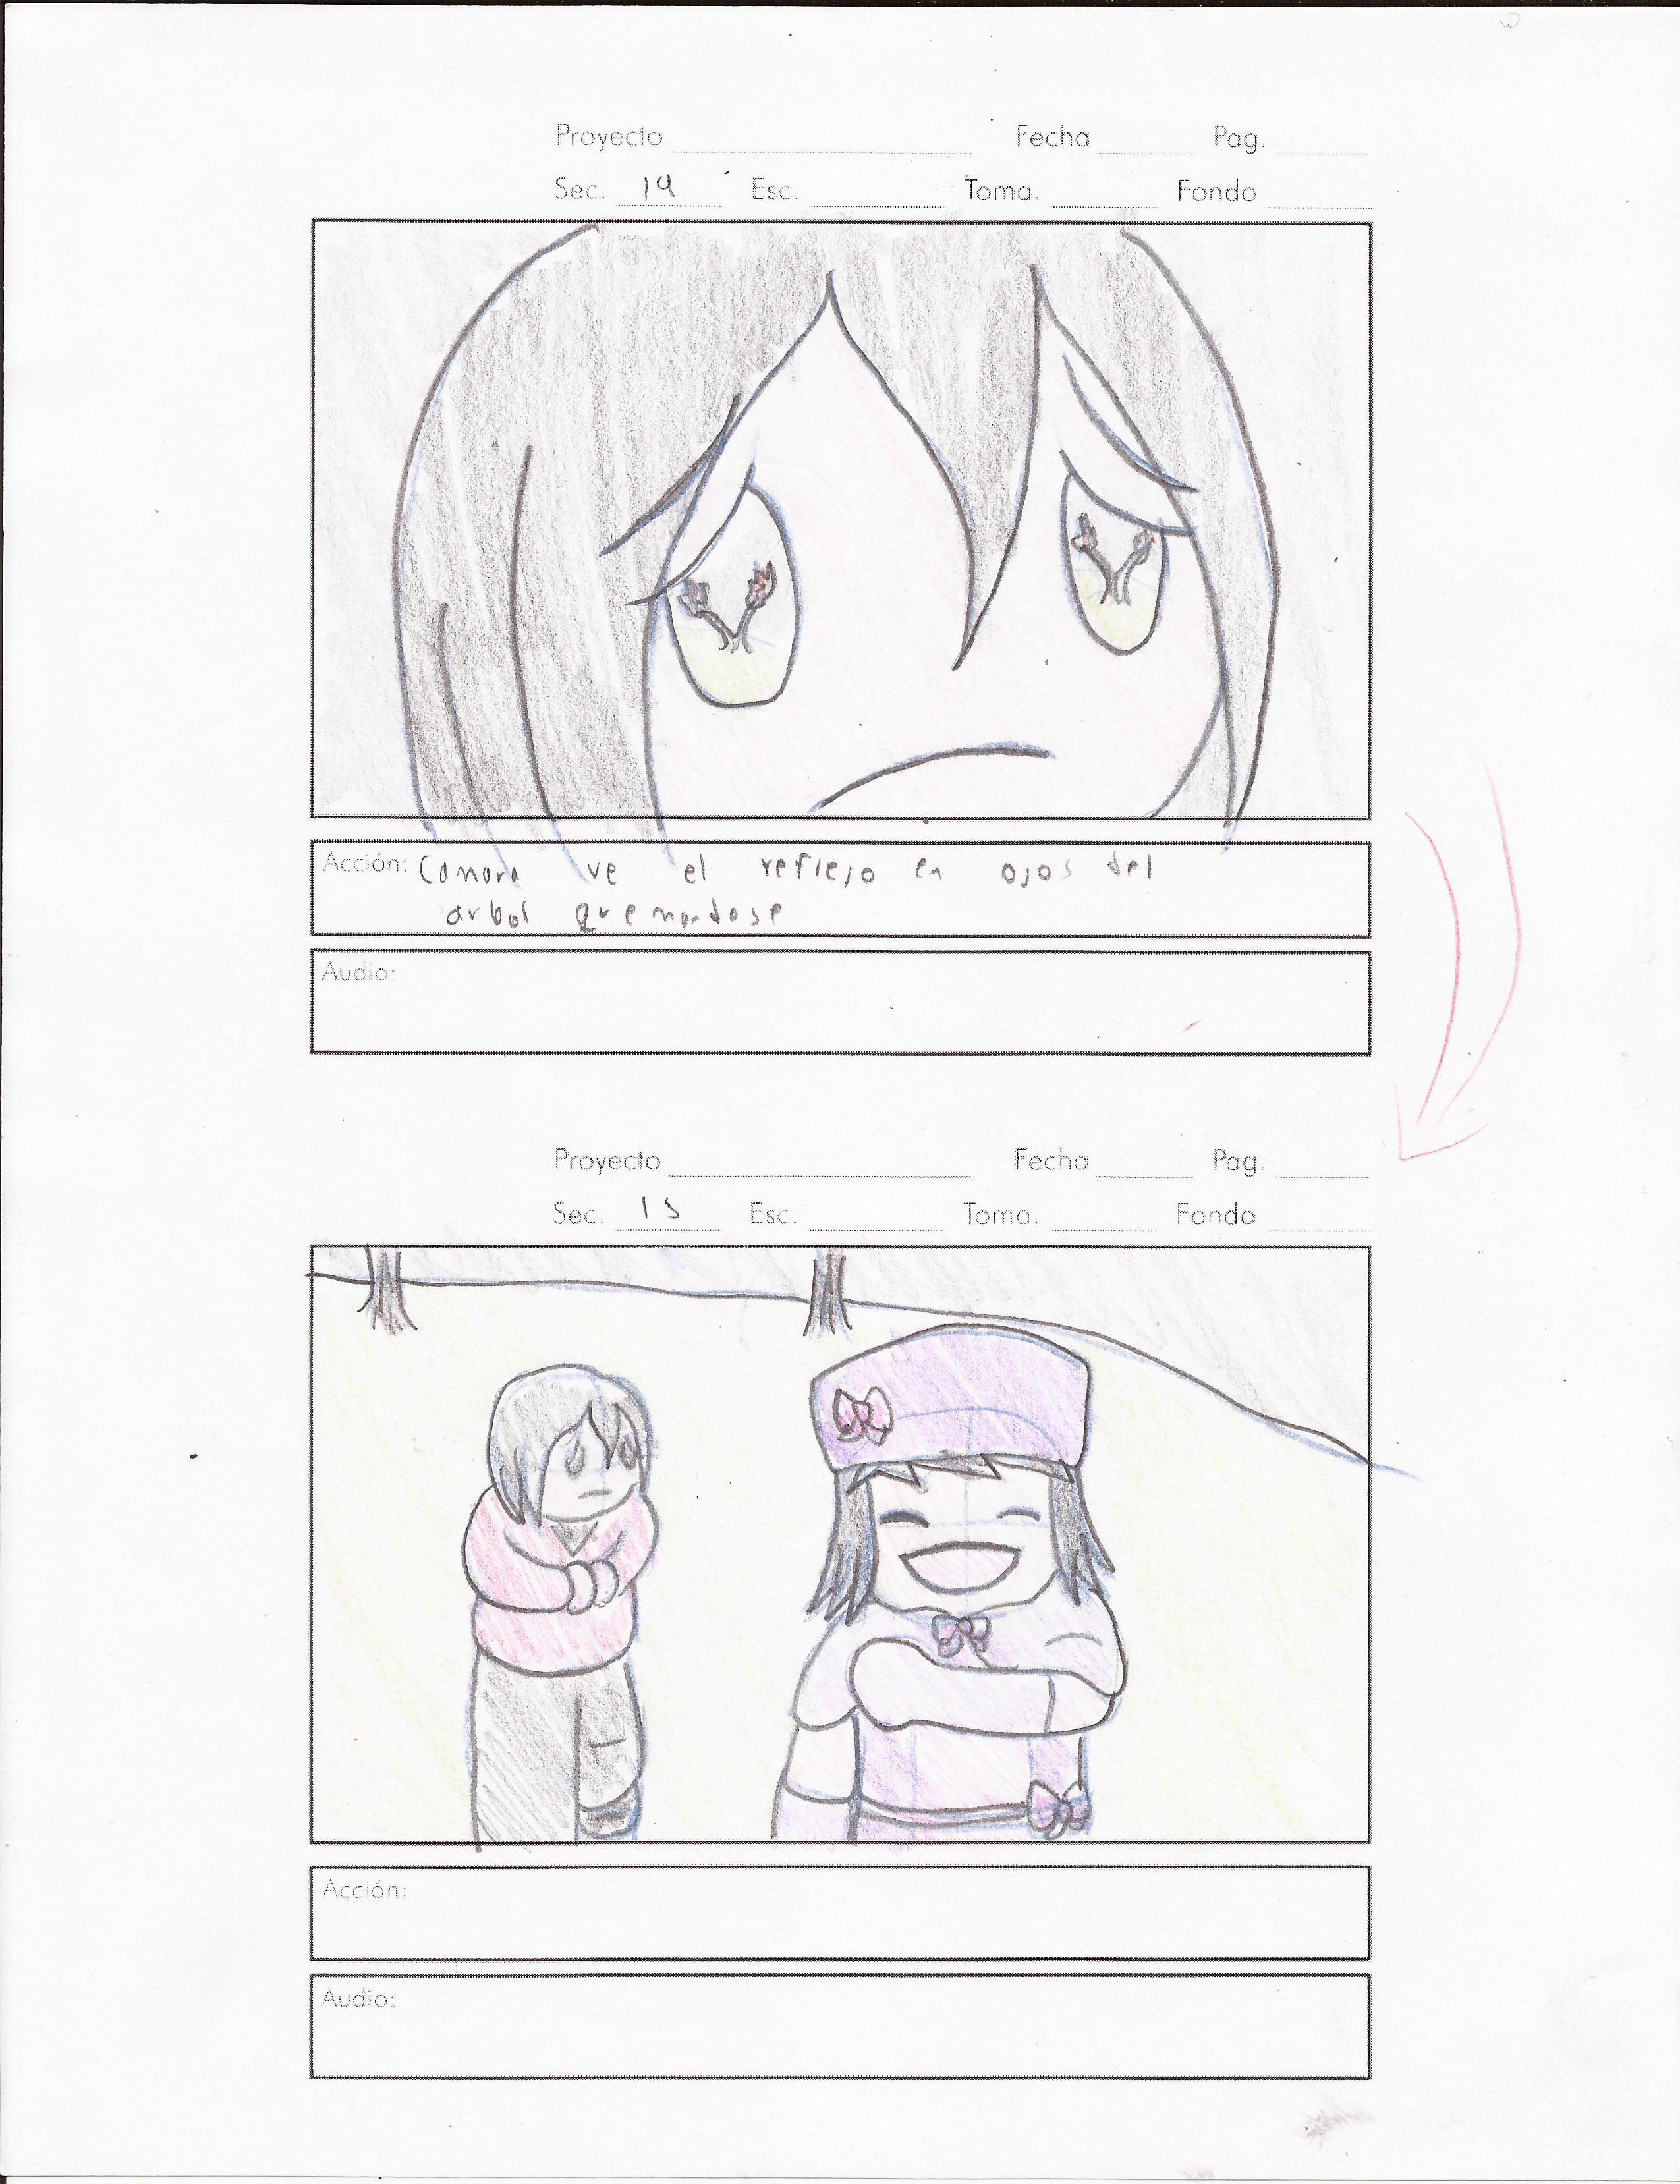 Proyecto Fecha Pag.
Sec. 14 Esc. Toma. Fondo
Acción: Camara ve el reflejo en ojos del
arbol quemandose
Audio:
Proyecto Fecha Pag.
Sec. 15 Esc. Toma. Fondo
Acción:
Audio: